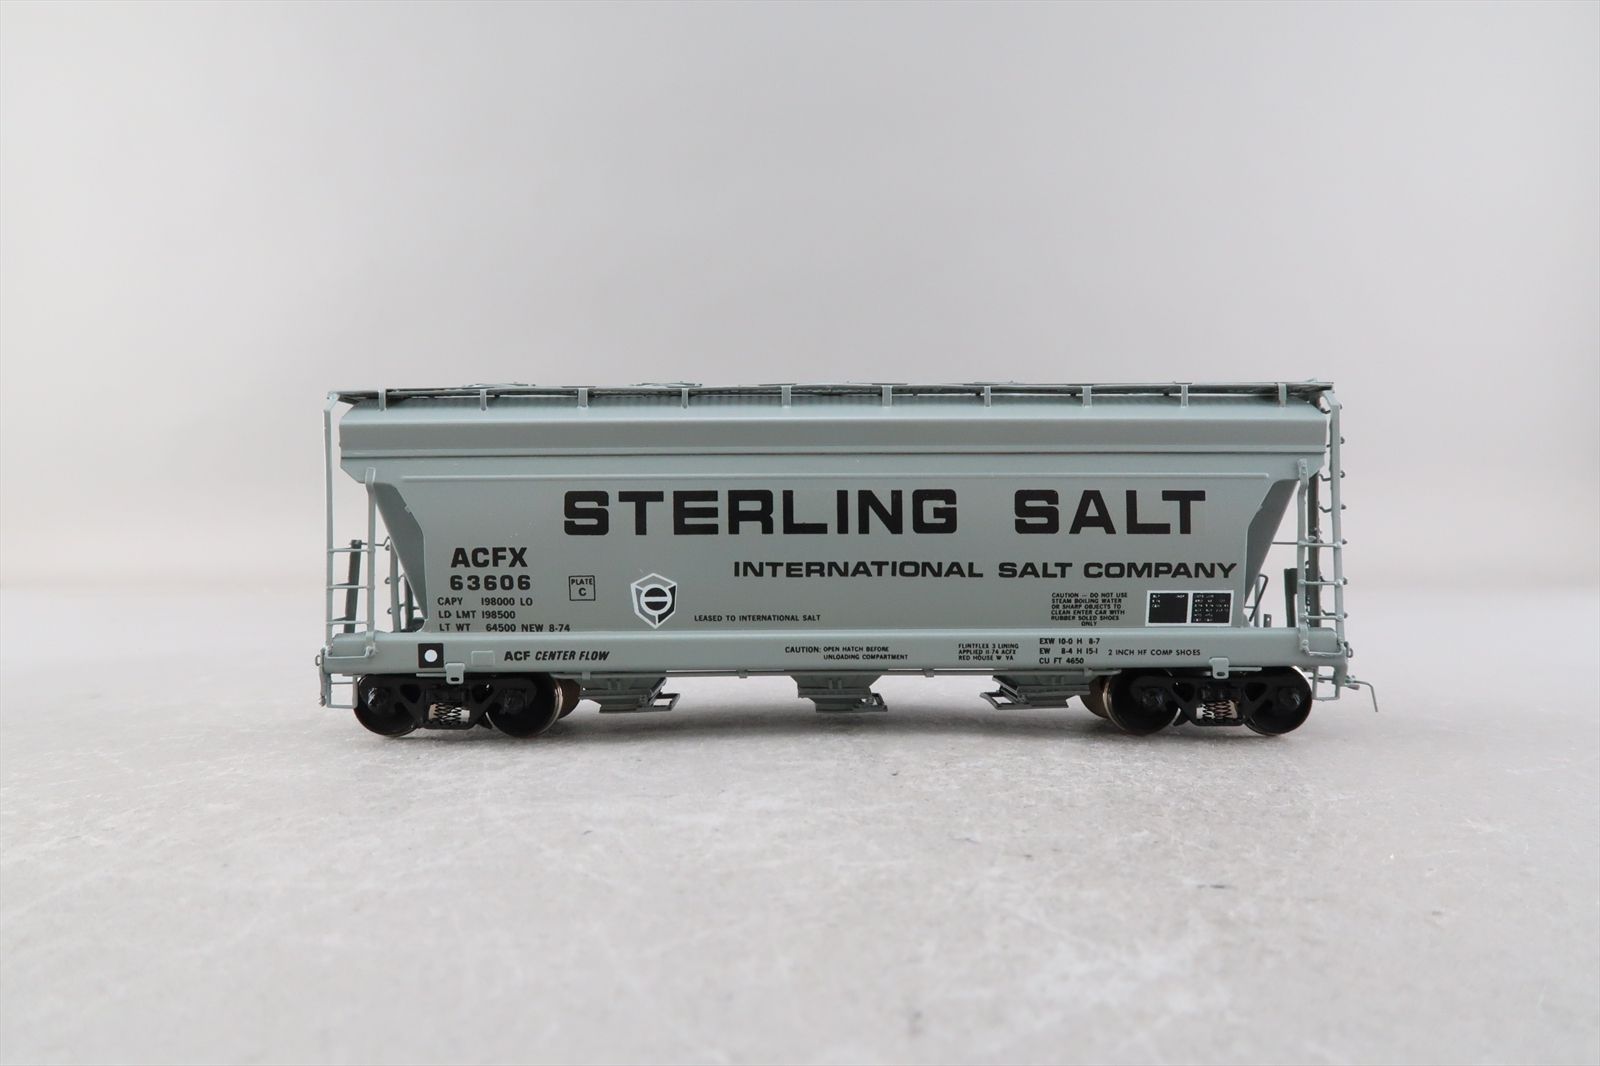 STERLING SALT
INTERNATIONAL SALT COMPANY
ACFX
63606
CAPY 198000 LO
LD LMT 198500
LT WT 64500 NEW 8-74
PLATE
C
LEASED TO INTERNATIONAL SALT
CAUTION — DO NOT USE
STEAM BOILING WATER
OR SHARP OBJECTS TO
CLEAN ENTER CAR WITH
RUBBER SOLED SHOES
ONLY
ACF CENTER FLOW
CAUTION: OPEN HATCH BEFORE
UNLOADING COMPARTMENT
FLINTFLEX 3 LINING
APPLIED 11-74 ACFX
RED HOUSE W. VA
EXW 10-0 H 8-7
EW 8-4 H 15-1 2 INCH HF COMP SHOES
CU FT 4650